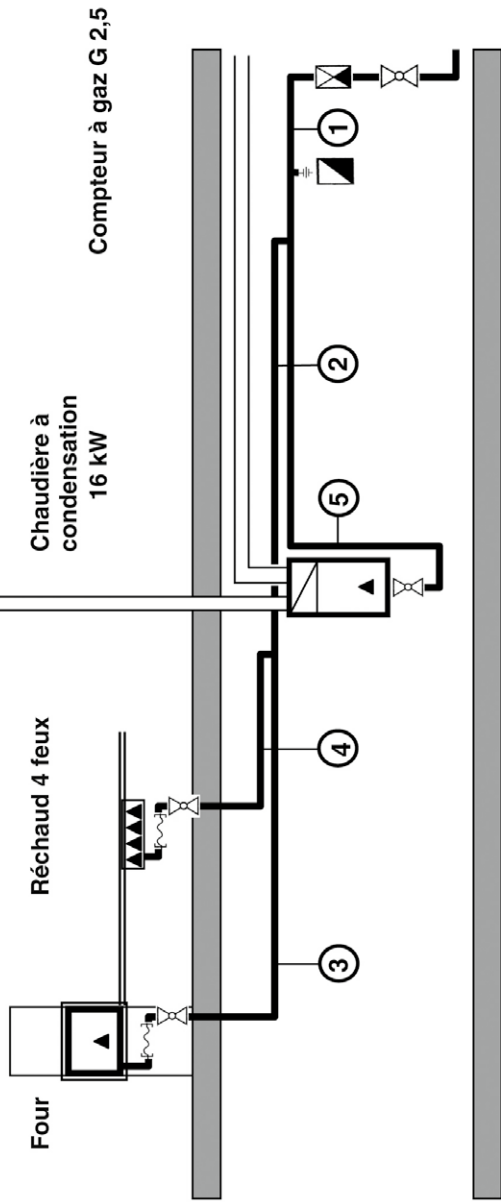 Four
Réchaud 4 feux
Chaudière à
condensation
16 kW
Compteur à gaz G 2,5
3
4
5
2
1